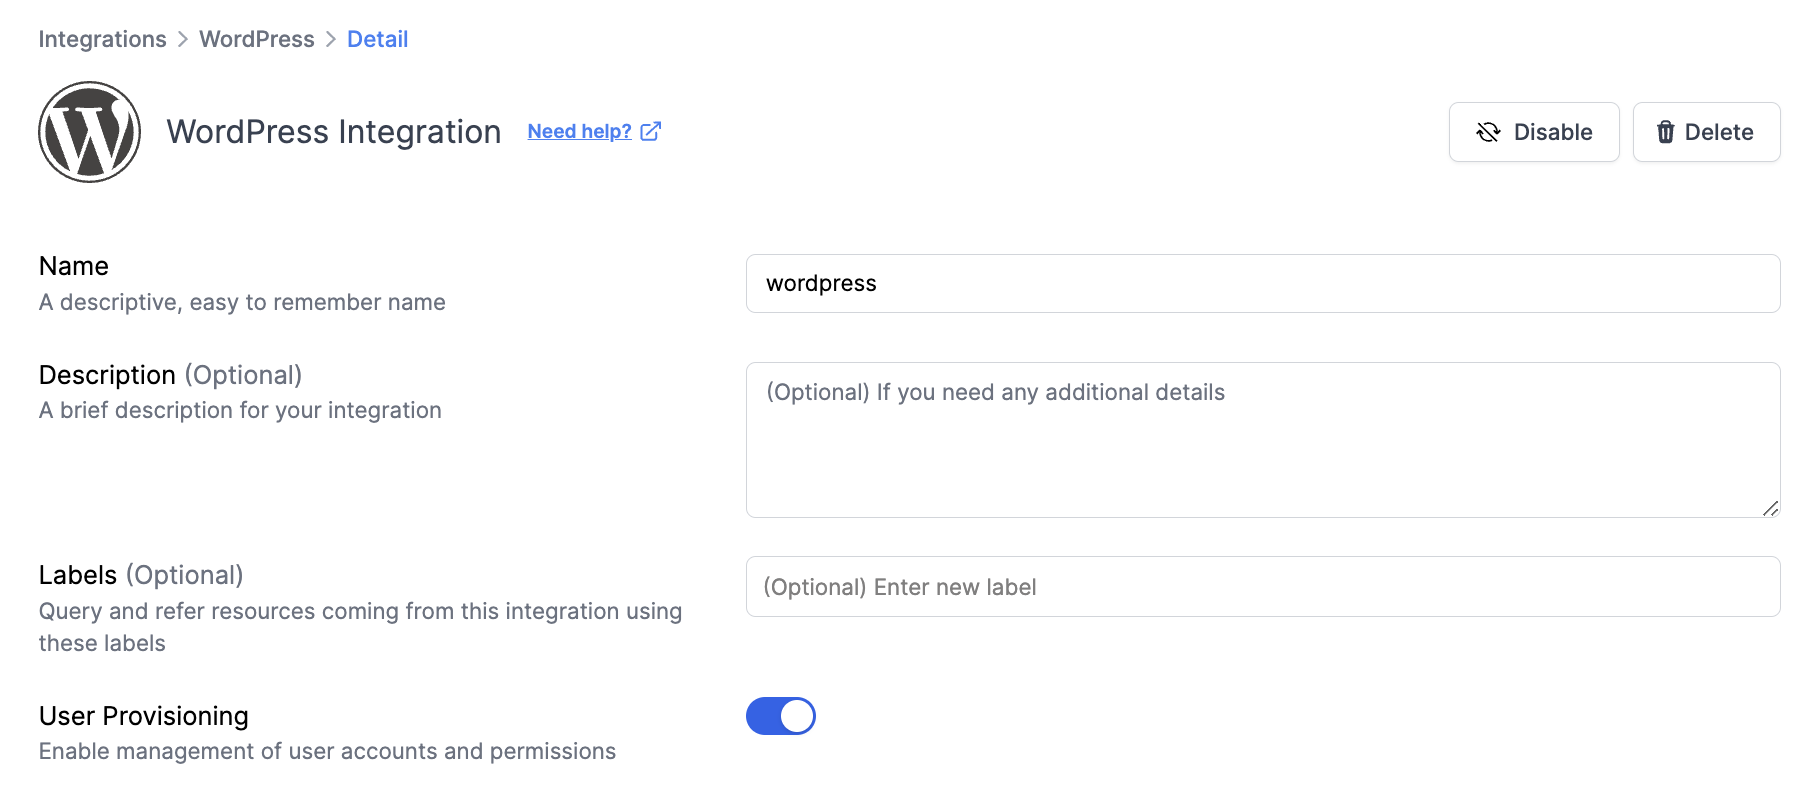 Integrations > WordPress > Detail
WordPress Integration Need help?
Disable Delete
Name
A descriptive, easy to remember name
wordpress
Description (Optional)
A brief description for your integration
(Optional) If you need any additional details
Labels (Optional)
Query and refer resources coming from this integration using
these labels
(Optional) Enter new label
User Provisioning
Enable management of user accounts and permissions